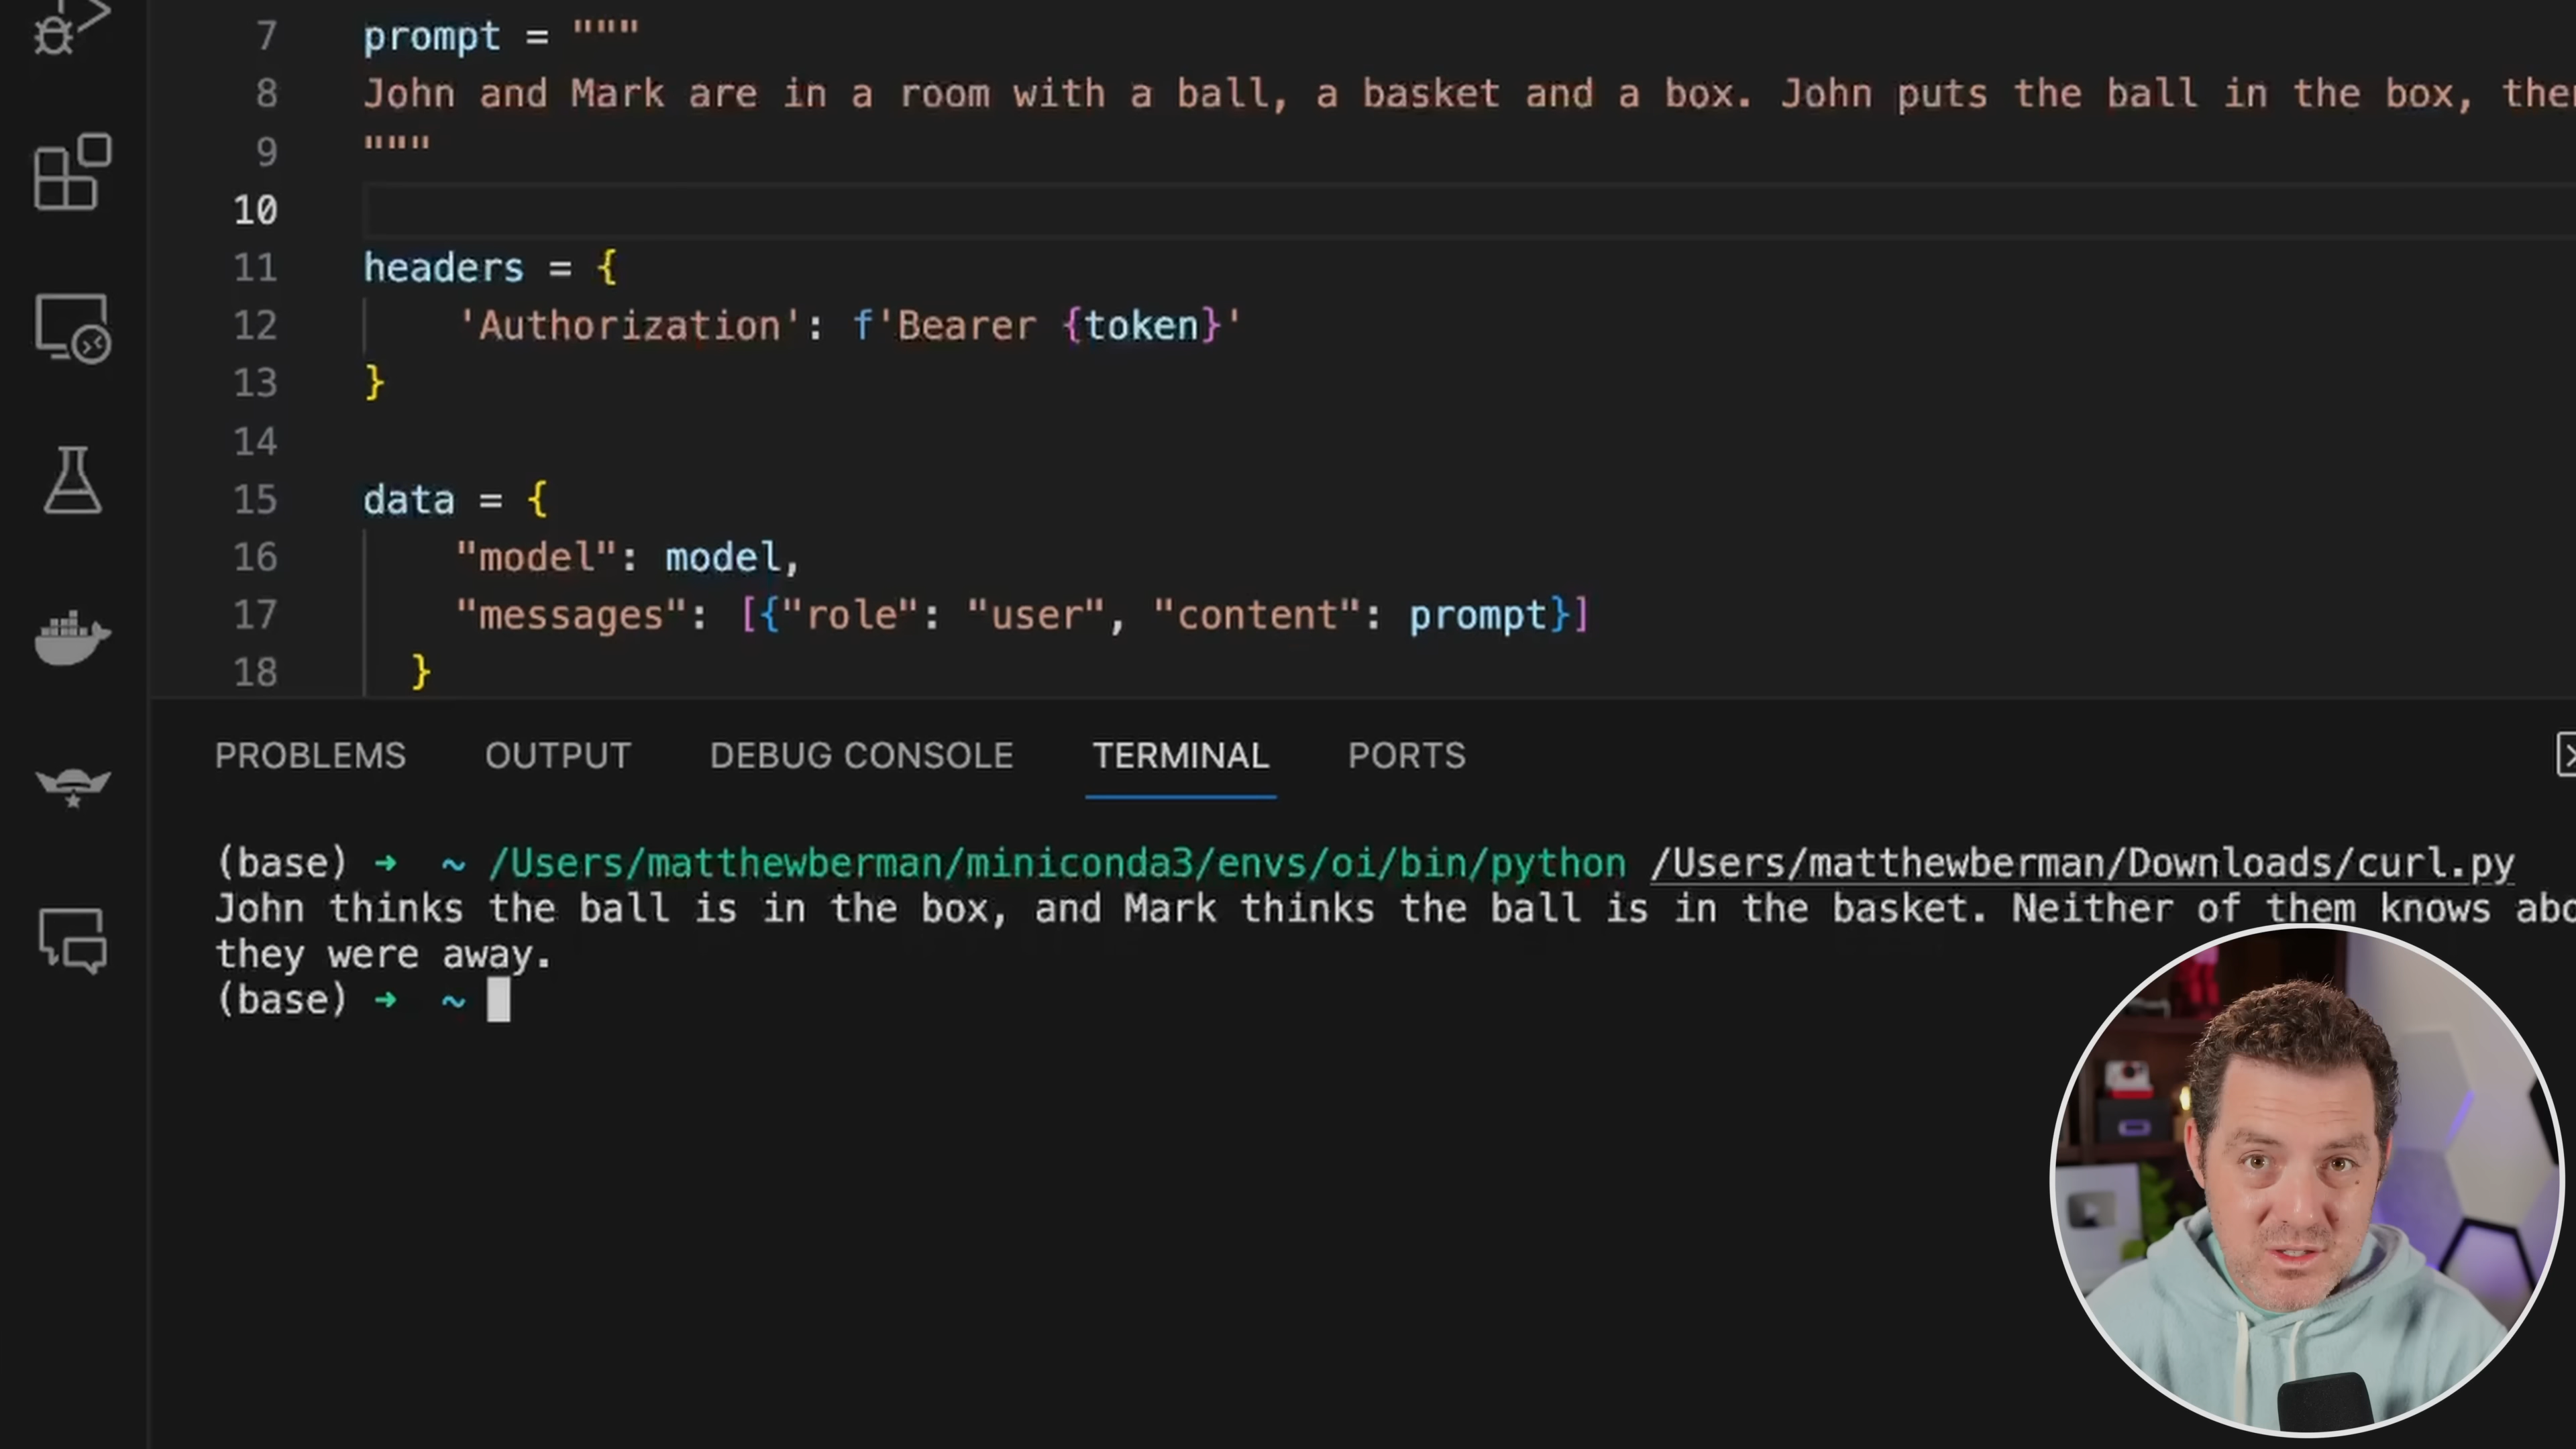 7 prompt = """
8 John and Mark are in a room with a ball, a basket and a box. John puts the ball in the box,
9 """
10
11 headers = {
12 'Authorization': f'Bearer {token}'
13 }
14
15 data = {
16 "model": model,
17 "messages": [{"role": "user", "content": prompt}]
18 }
PROBLEMS OUTPUT DEBUG CONSOLE TERMINAL PORTS
(base) ➜ ~ /Users/matthewberman/miniconda3/envs/oi/bin/python /Users/matthewberman/Downloads/curl.py
John thinks the ball is in the box, and Mark thinks the ball is in the basket. Neither of them knows
they were away.
(base) ➜ ~